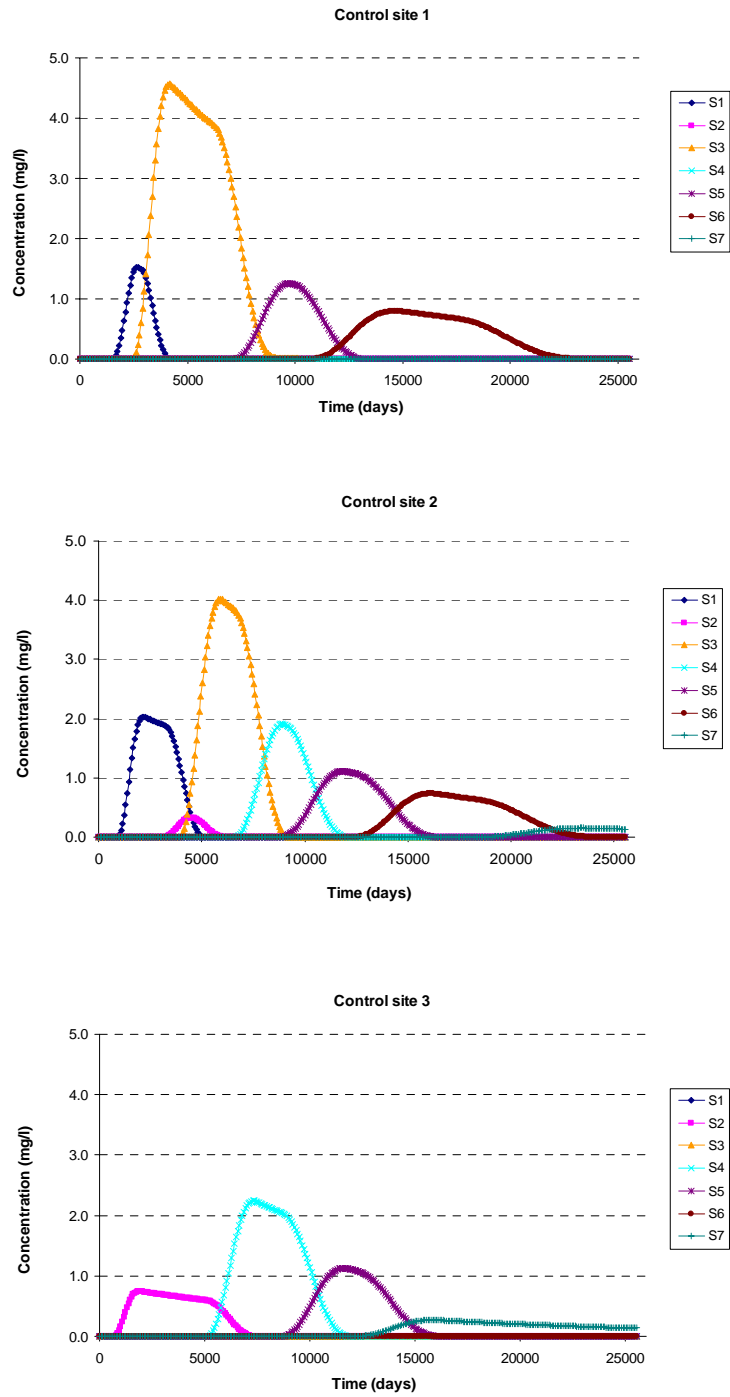 Control site 1
5.0
4.0
3.0
2.0
1.0
0.0
Concentration (mg/l)
0 5000 10000 15000 20000 25000
Time (days)
S1
S2
S3
S4
S5
S6
S7
Control site 2
5.0
4.0
3.0
2.0
1.0
0.0
Concentration (mg/l)
0 5000 10000 15000 20000 25000
Time (days)
S1
S2
S3
S4
S5
S6
S7
Control site 3
5.0
4.0
3.0
2.0
1.0
0.0
Concentration (mg/l)
0 5000 10000 15000 20000 25000
Time (days)
S1
S2
S3
S4
S5
S6
S7